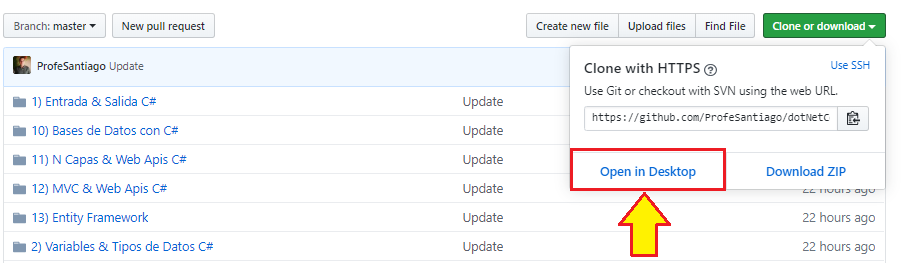 Branch: master New pull request Create new file Upload files Find File Clone or download
ProfeSantiago Update
Clone with HTTPS ? Use SSH
Use Git or checkout with SVN using the web URL.
https://github.com/ProfeSantiago/dotNetC
Open in Desktop Download ZIP
1) Entrada & Salida C# Update
10) Bases de Datos con C# Update
11) N Capas & Web Apis C# Update
12) MVC & Web Apis C# Update 22 hours ago
13) Entity Framework Update 22 hours ago
2) Variables & Tipos de Datos C# Update 22 hours ago